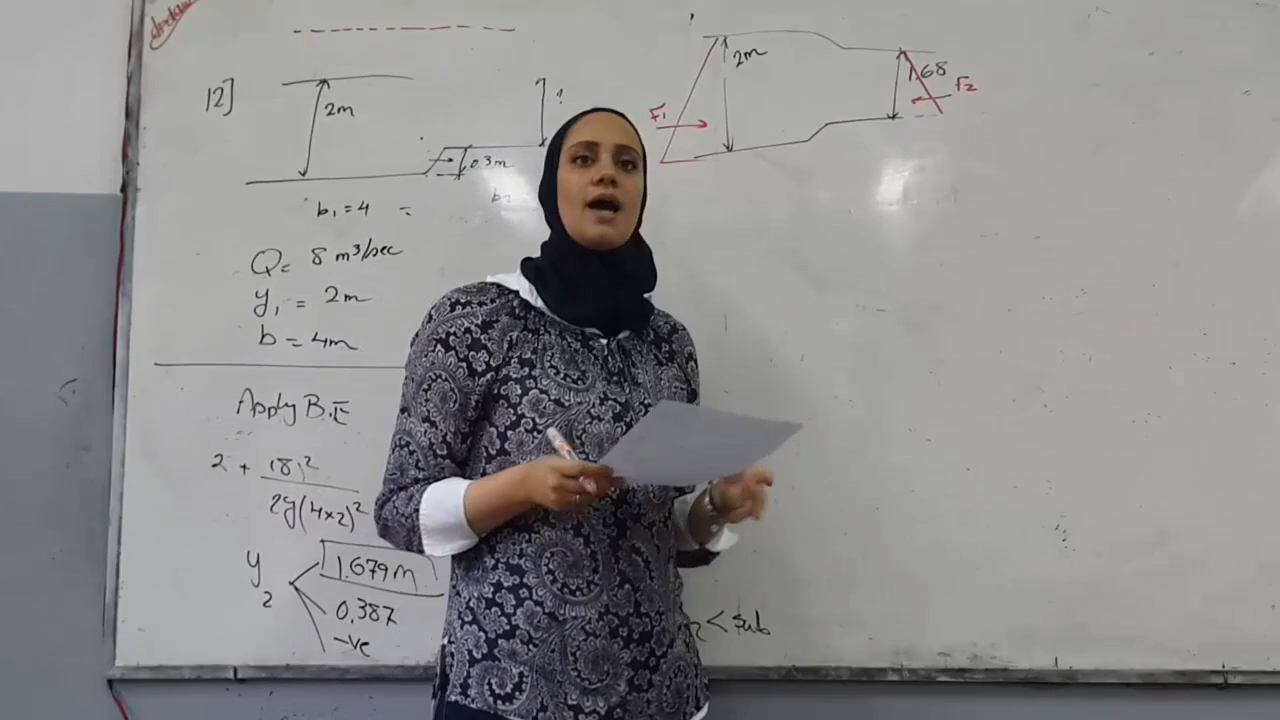 12]
2m
?
0.3m
b₁ = 4 =
Q = 8 m³/sec
y₁ = 2m
b = 4m
Apply B.E
2 + (8)² / 2g(4×2)²
y₂
1.679m
0.387
-ve
< sub
2m
1.68
F₁
F₂